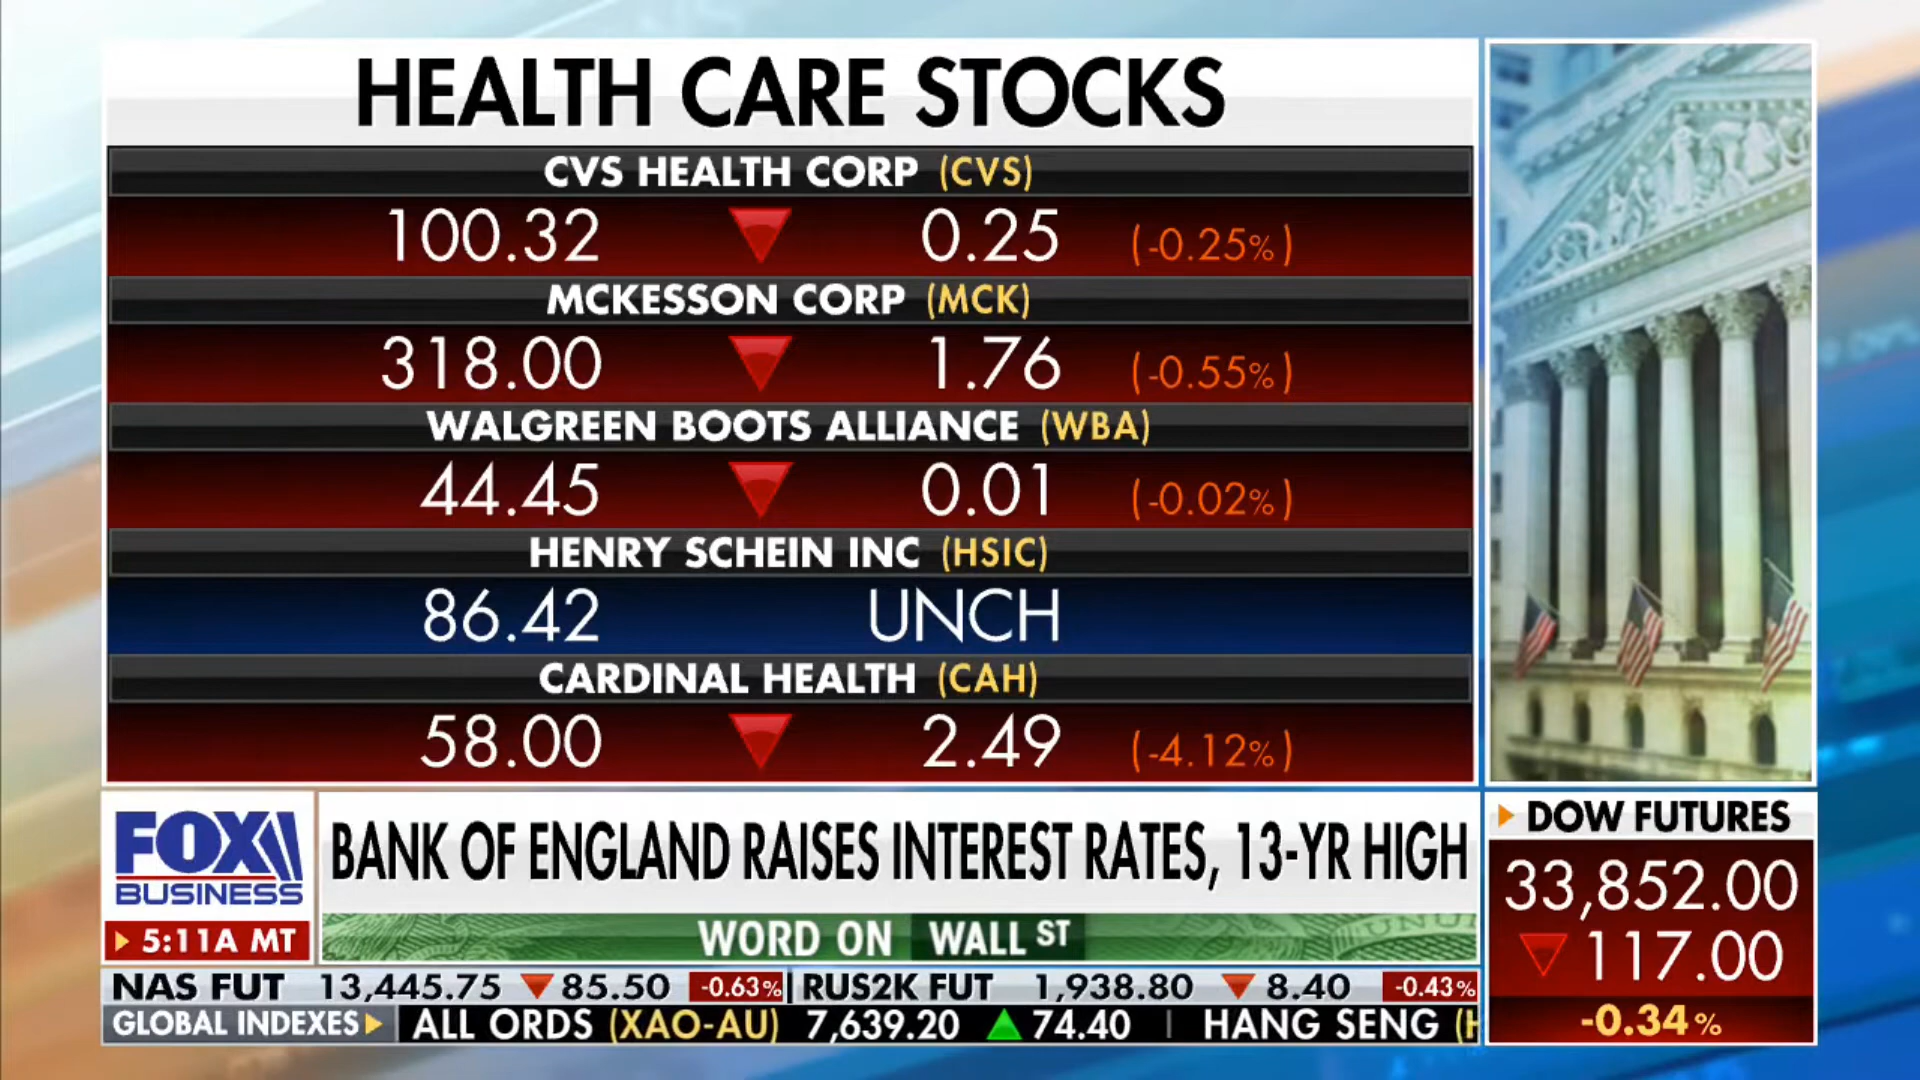 HEALTH CARE STOCKS
CVS HEALTH CORP (CVS)
100.32 ▼ 0.25 (-0.25%)
MCKESSON CORP (MCK)
318.00 ▼ 1.76 (-0.55%)
WALGREEN BOOTS ALLIANCE (WBA)
44.45 ▼ 0.01 (-0.02%)
HENRY SCHEIN INC (HSIC)
86.42 UNCH
CARDINAL HEALTH (CAH)
58.00 ▼ 2.49 (-4.12%)
FOX BUSINESS
5:11A MT
BANK OF ENGLAND RAISES INTEREST RATES, 13-YR HIGH
WORD ON WALL ST
DOW FUTURES
33,852.00
▽ 117.00
-0.34%
NAS FUT 13,445.75 ▼ 85.50 -0.63% RUS2K FUT 1,938.80 ▼ 8.40 -0.43%
GLOBAL INDEXES ALL ORDS (XAO-AU) 7,639.20 ▲ 74.40 | HANG SENG (H